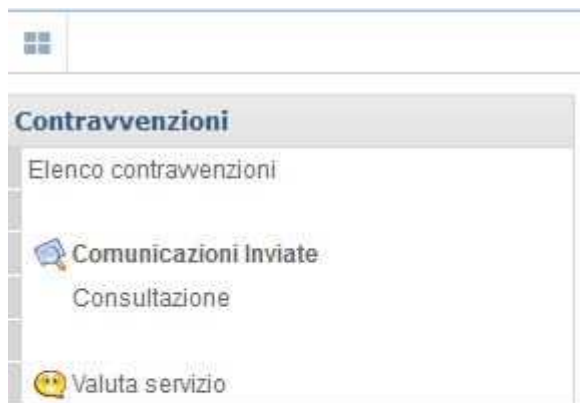 Contravvenzioni
Elenco contravvenzioni
Comunicazioni Inviate
Consultazione
Valuta servizio